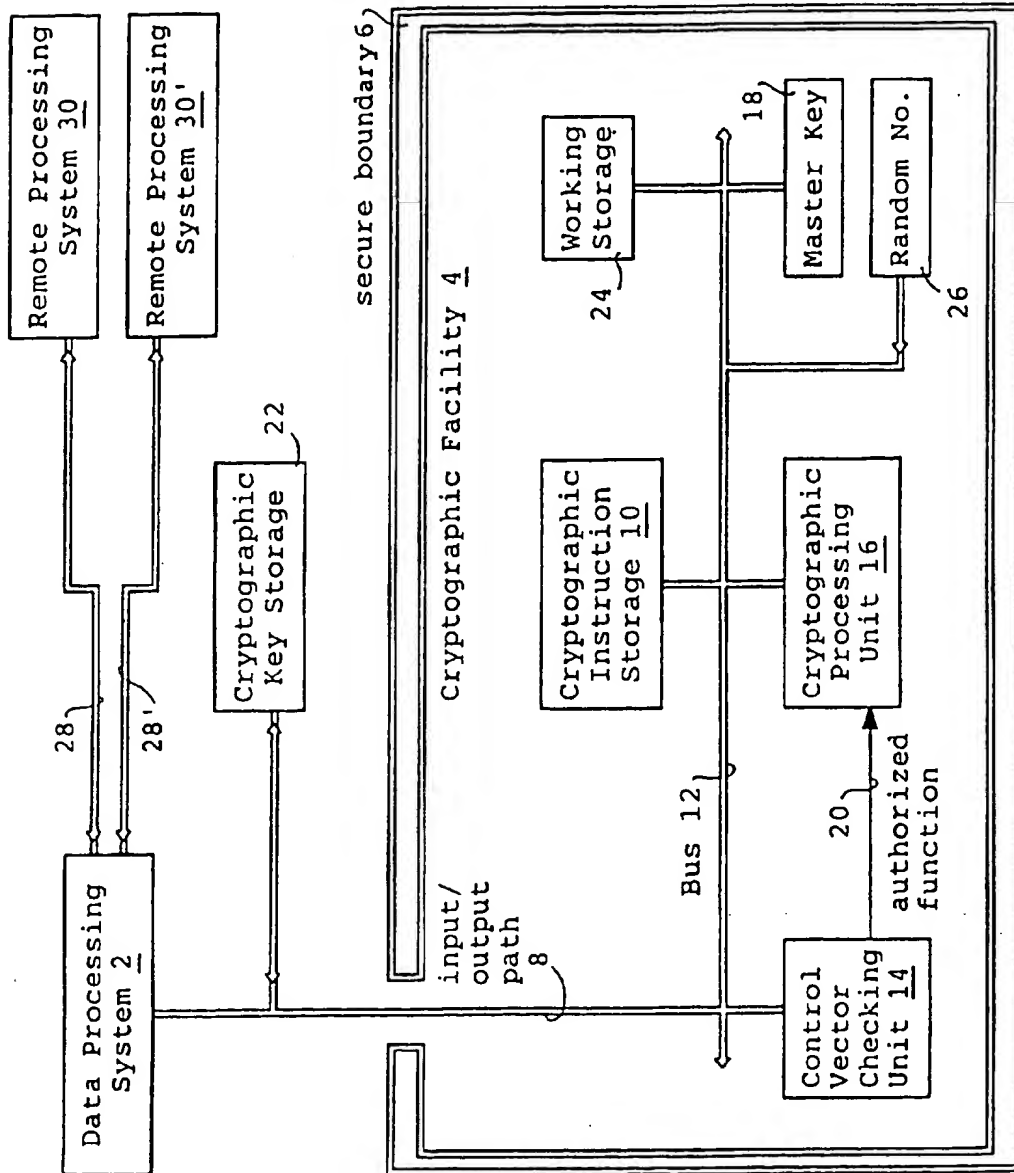 Remote Processing
System 30
Remote Processing
System 30'
28
28'
Data Processing
System 2
Cryptographic
Key Storage
22
secure boundary 6
Cryptographic Facility 4
input/
output
path
8
Working
Storage
24
Cryptographic
Instruction
Storage 10
Bus 12
18
Master Key
Random No.
26
Cryptographic
Processing
Unit 16
20
authorized
function
Control
Vector
Checking
Unit 14